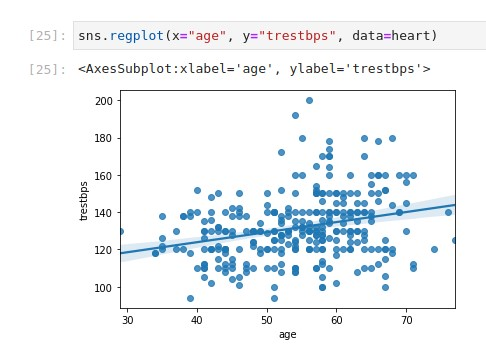 [25]: sns.regplot(x="age", y="trestbps", data=heart)
[25]: <AxesSubplot:xlabel='age', ylabel='trestbps'>
200
180
160
140
120
100
trestbps
30 40 50 60 70
age